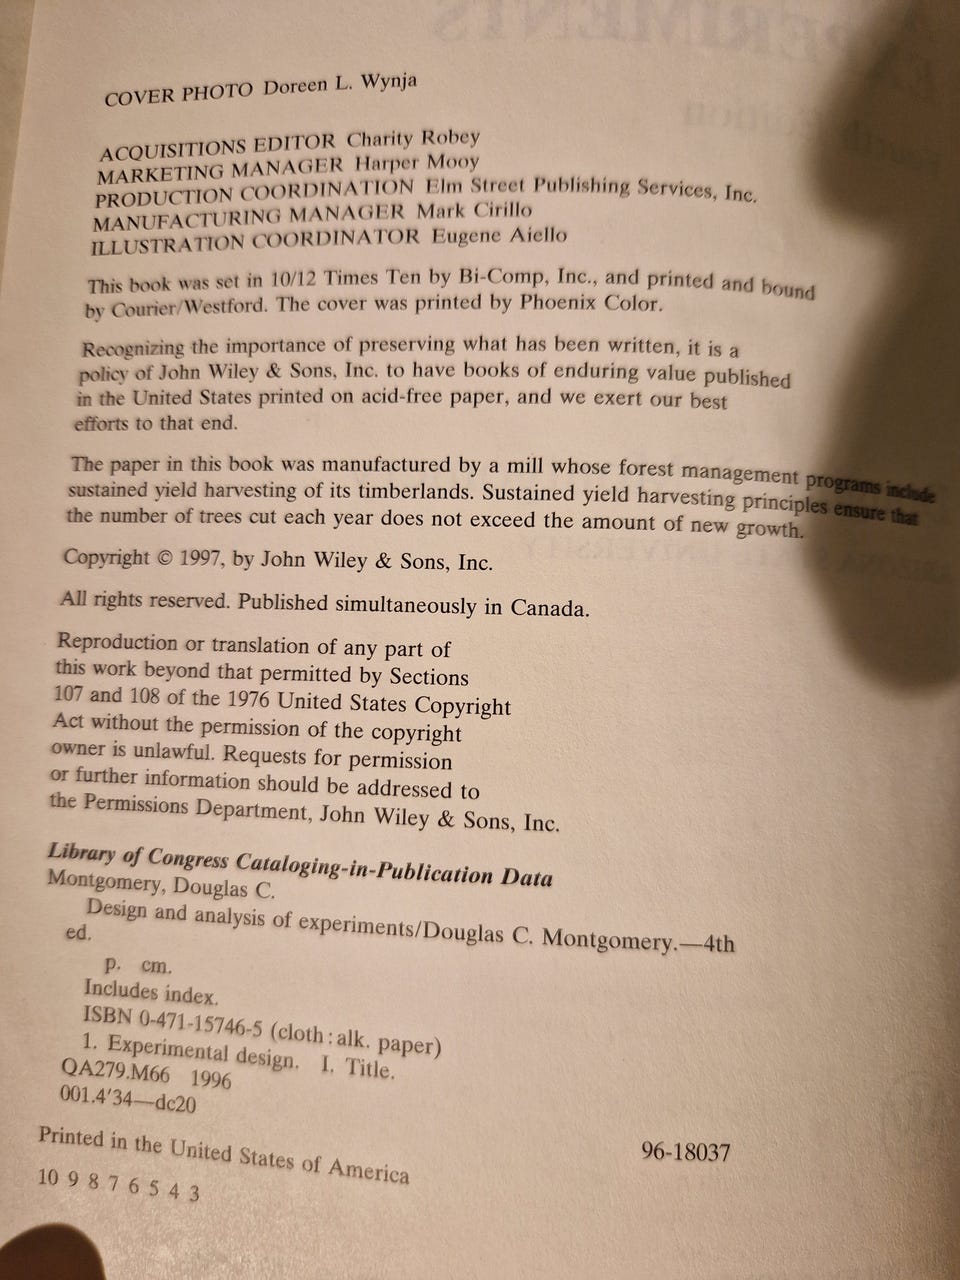 COVER PHOTO Doreen L. Wynja
ACQUISITIONS EDITOR Charity Robey
MARKETING MANAGER Harper Mooy
PRODUCTION COORDINATION Elm Street Publishing Services, Inc.
MANUFACTURING MANAGER Mark Cirillo
ILLUSTRATION COORDINATOR Eugene Aiello
This book was set in 10/12 Times Ten by Bi-Comp, Inc., and printed and bound
by Courier/Westford. The cover was printed by Phoenix Color.
Recognizing the importance of preserving what has been written, it is a
policy of John Wiley & Sons, Inc. to have books of enduring value published
in the United States printed on acid-free paper, and we exert our best
efforts to that end.
The paper in this book was manufactured by a mill whose forest management programs include
sustained yield harvesting of its timberlands. Sustained yield harvesting principles ensure that
the number of trees cut each year does not exceed the amount of new growth.
Copyright © 1997, by John Wiley & Sons, Inc.
All rights reserved. Published simultaneously in Canada.
Reproduction or translation of any part of
this work beyond that permitted by Sections
107 and 108 of the 1976 United States Copyright
Act without the permission of the copyright
owner is unlawful. Requests for permission
or further information should be addressed to
the Permissions Department, John Wiley & Sons, Inc.
Library of Congress Cataloging-in-Publication Data
Montgomery, Douglas C.
Design and analysis of experiments/Douglas C. Montgomery.—4th
ed.
p. cm.
Includes index.
ISBN 0-471-15746-5 (cloth : alk. paper)
1. Experimental design. I. Title.
QA279.M66 1996
001.4'34—dc20
96-18037
Printed in the United States of America
10 9 8 7 6 5 4 3